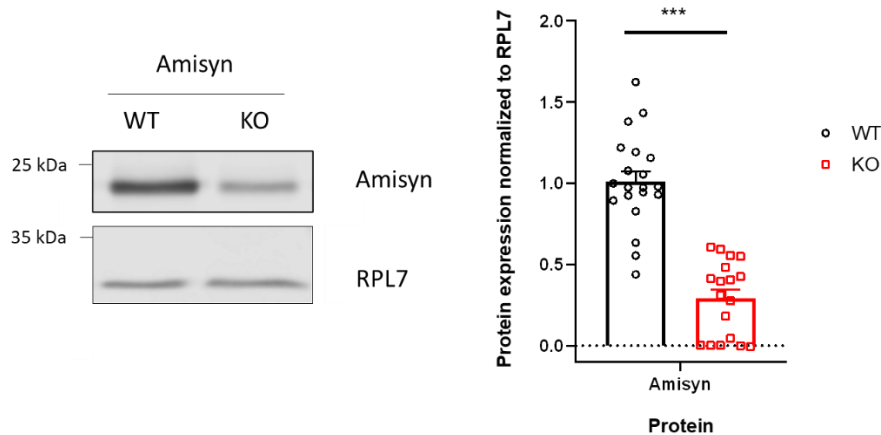 Amisyn
WT KO
25 kDa
Amisyn
35 kDa
RPL7
Protein expression normalized to RPL7
2.0
1.5
1.0
0.5
0.0
***
Amisyn
Protein
WT
KO